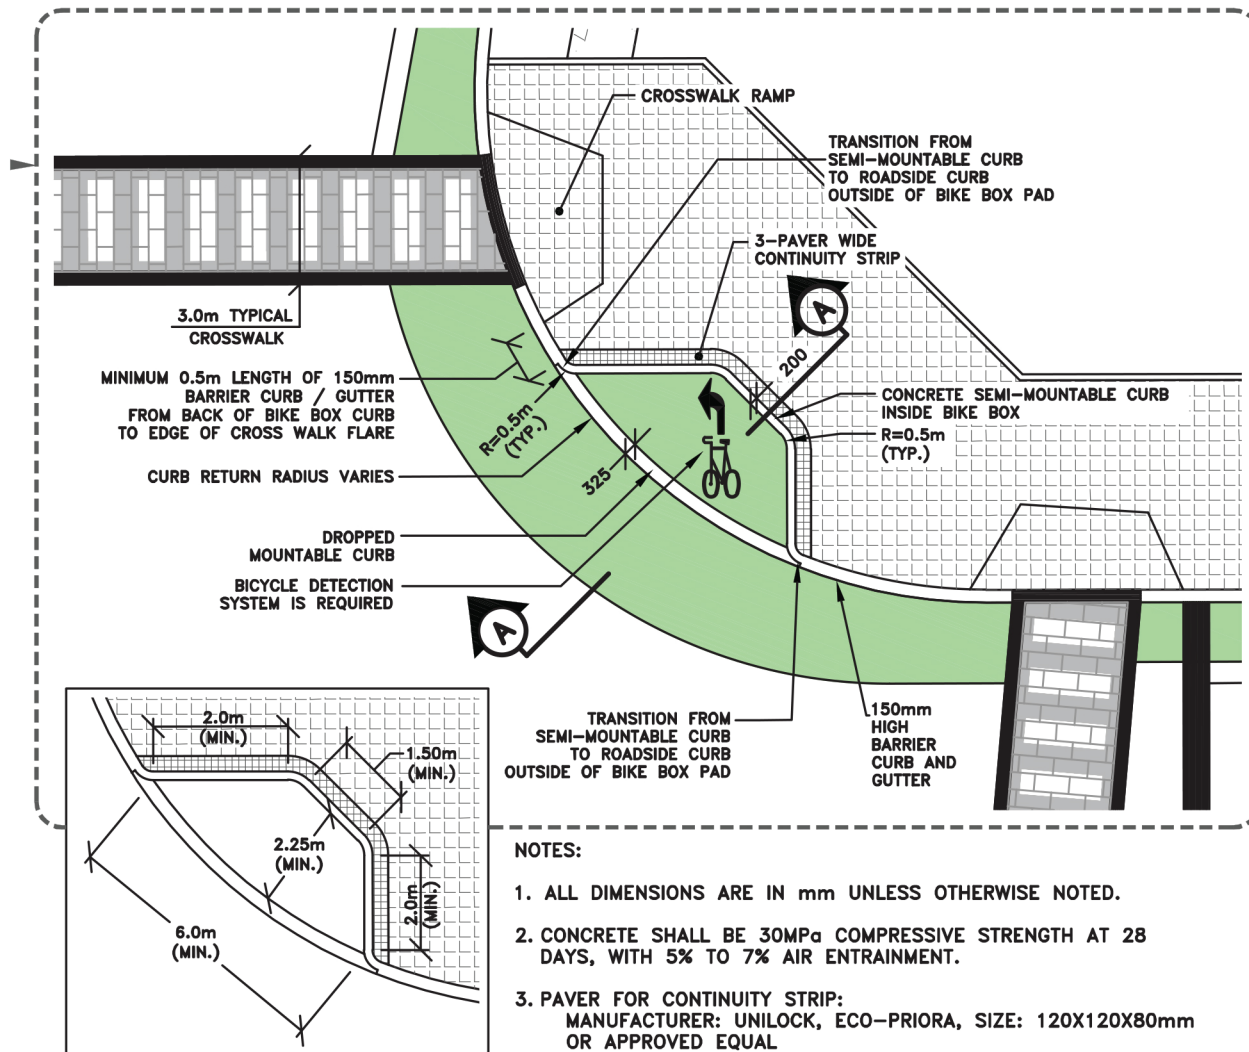 CROSSWALK RAMP
TRANSITION FROM
SEMI-MOUNTABLE CURB
TO ROADSIDE CURB
OUTSIDE OF BIKE BOX PAD
3-PAVER WIDE
CONTINUITY STRIP
A
200
3.0m TYPICAL
CROSSWALK
MINIMUM 0.5m LENGTH OF 150mm
BARRIER CURB / GUTTER
FROM BACK OF BIKE BOX CURB
TO EDGE OF CROSS WALK FLARE
R=0.5m
(TYP.)
CONCRETE SEMI-MOUNTABLE CURB
INSIDE BIKE BOX
R=0.5m
(TYP.)
CURB RETURN RADIUS VARIES
325
DROPPED
MOUNTABLE CURB
BICYCLE DETECTION
SYSTEM IS REQUIRED
A
TRANSITION FROM
SEMI-MOUNTABLE CURB
TO ROADSIDE CURB
OUTSIDE OF BIKE BOX PAD
150mm
HIGH
BARRIER
CURB AND
GUTTER
2.0m
(MIN.)
1.50m
(MIN.)
2.25m
(MIN.)
2.0m
(MIN.)
6.0m
(MIN.)
NOTES:
1. ALL DIMENSIONS ARE IN mm UNLESS OTHERWISE NOTED.
2. CONCRETE SHALL BE 30MPa COMPRESSIVE STRENGTH AT 28
DAYS, WITH 5% TO 7% AIR ENTRAINMENT.
3. PAVER FOR CONTINUITY STRIP:
MANUFACTURER: UNILOCK, ECO-PRIORA, SIZE: 120X120X80mm
OR APPROVED EQUAL